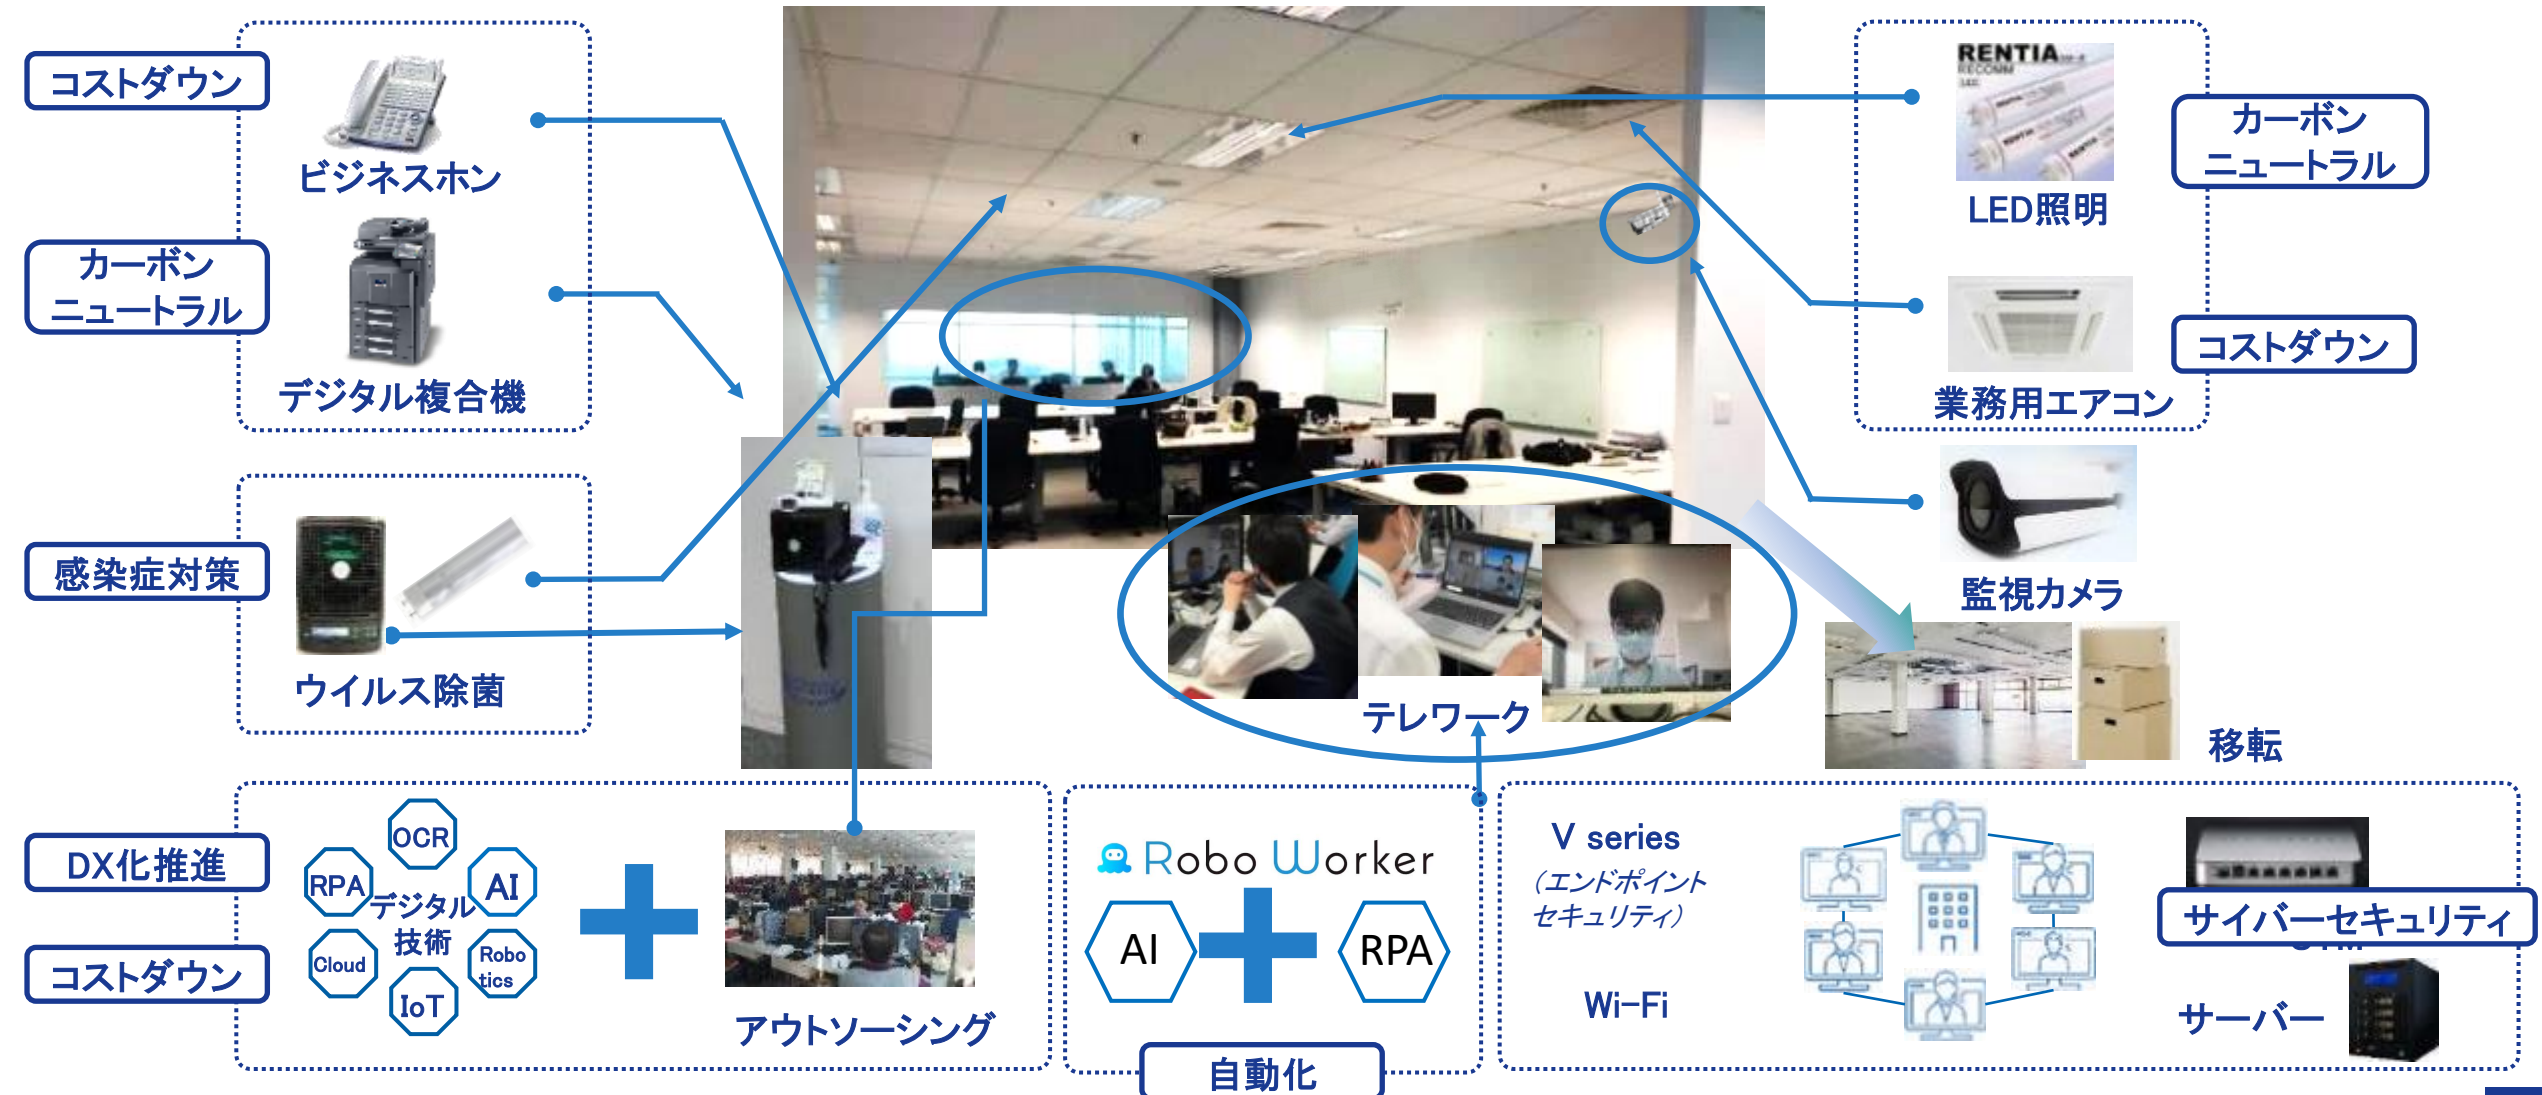 コストダウン
ビジネスホン
カーボン
ニュートラル
デジタル複合機
感染症対策
ウイルス除菌
RENTIA
RECOMM
RENTIA
RENTIA
RENTIA
LED照明
カーボン
ニュートラル
業務用エアコン
コストダウン
監視カメラ
移転
テレワーク
DX化推進
コストダウン
OCR
RPA
AI
デジタル
技術
Cloud
Robo
tics
IoT
アウトソーシング
Robo Worker
AI
RPA
自動化
V series
（エンドポイント
セキュリティ）
Wi-Fi
サイバーセキュリティ
サーバー